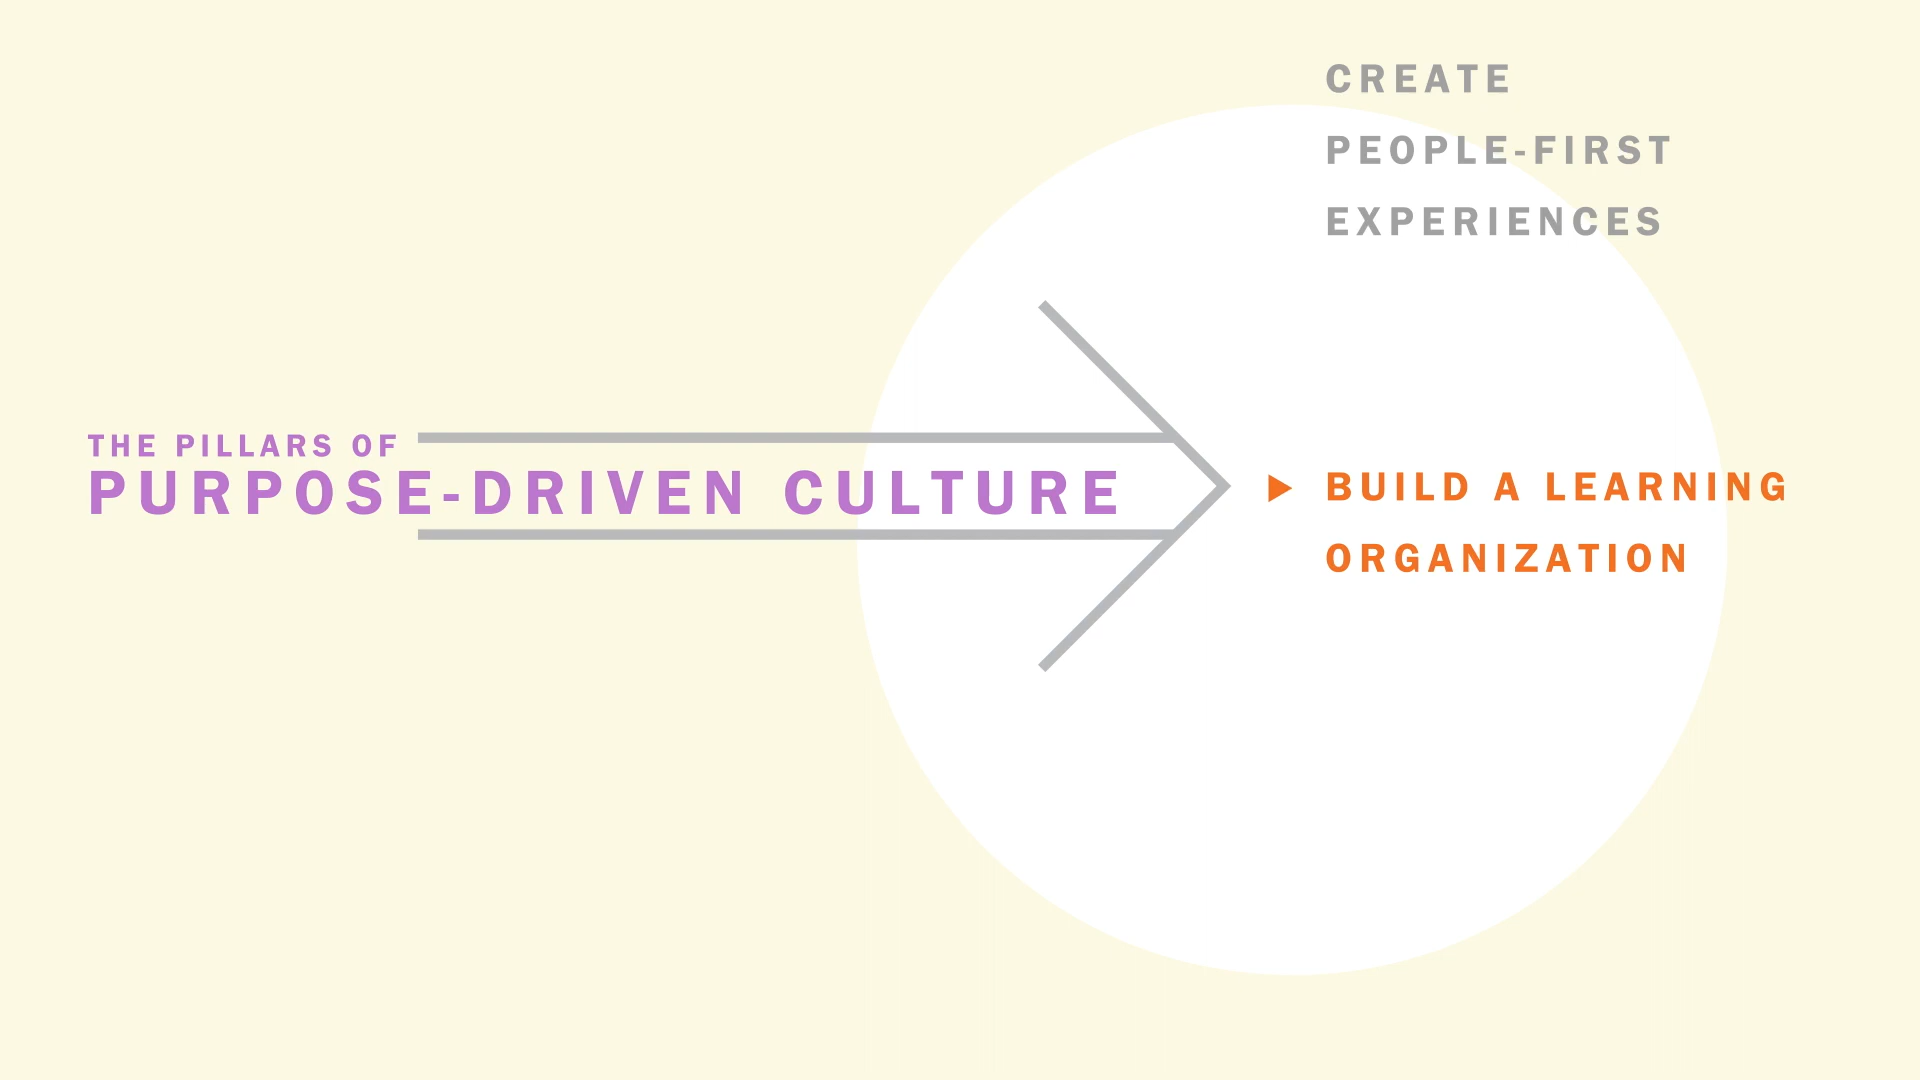 THE PILLARS OF
PURPOSE-DRIVEN CULTURE
CREATE
PEOPLE-FIRST
EXPERIENCES
BUILD A LEARNING
ORGANIZATION